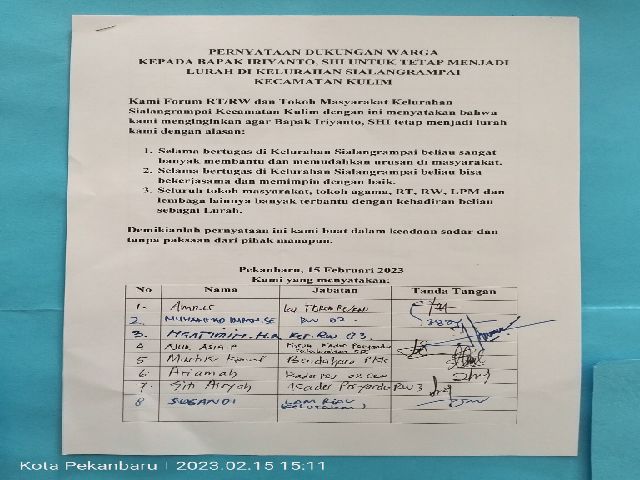 PERNYATAAN DUKUNGAN WARGA
KEPADA BAPAK IRIYANTO, SHI UNTUK TETAP MENJADI
LURAH DI KELURAHAN SIALANGRAMPAI
KECAMATAN KULIM
Kami Forum RT/RW dan Tokoh Masyarakat Kelurahan
Sialangrampai Kecamatan Kulim dengan ini menyatakan bahwa
kami menginginkan agar Bapak Iriyanto, SHI tetap menjadi lurah
kami dengan alasan:
1. Selama bertugas di Kelurahan Sialangrampai beliau sangat
banyak membantu dan memudahkan urusan di masyarakat.
2. Selama bertugas di Kelurahan Sialangrampai beliau bisa
bekerjasama dan memimpin dengan baik.
3. Seluruh tokoh masyarakat, tokoh agama, RT, RW, LPM dan
lembaga lainnya banyak terbantu dengan kehadiran beliau
sebagai Lurah.
Demikianlah pernyataan ini kami buat dalam keadaan sadar dan
tanpa paksaan dari pihak manapun.
Pekanbaru, 15 Februari 2023
Kami yang menyatakan:
No Nama Jabatan Tanda Tangan
1.
2. RW 02.
3. Ket. RW 03.
4
5 Bendahara PKK
6. Ariamah
7. Siti Aisyah Kader Posyandu RW 3
8 SUGANDI LAM RIAU
Kota Pekanbaru | 2023.02.15 15:11